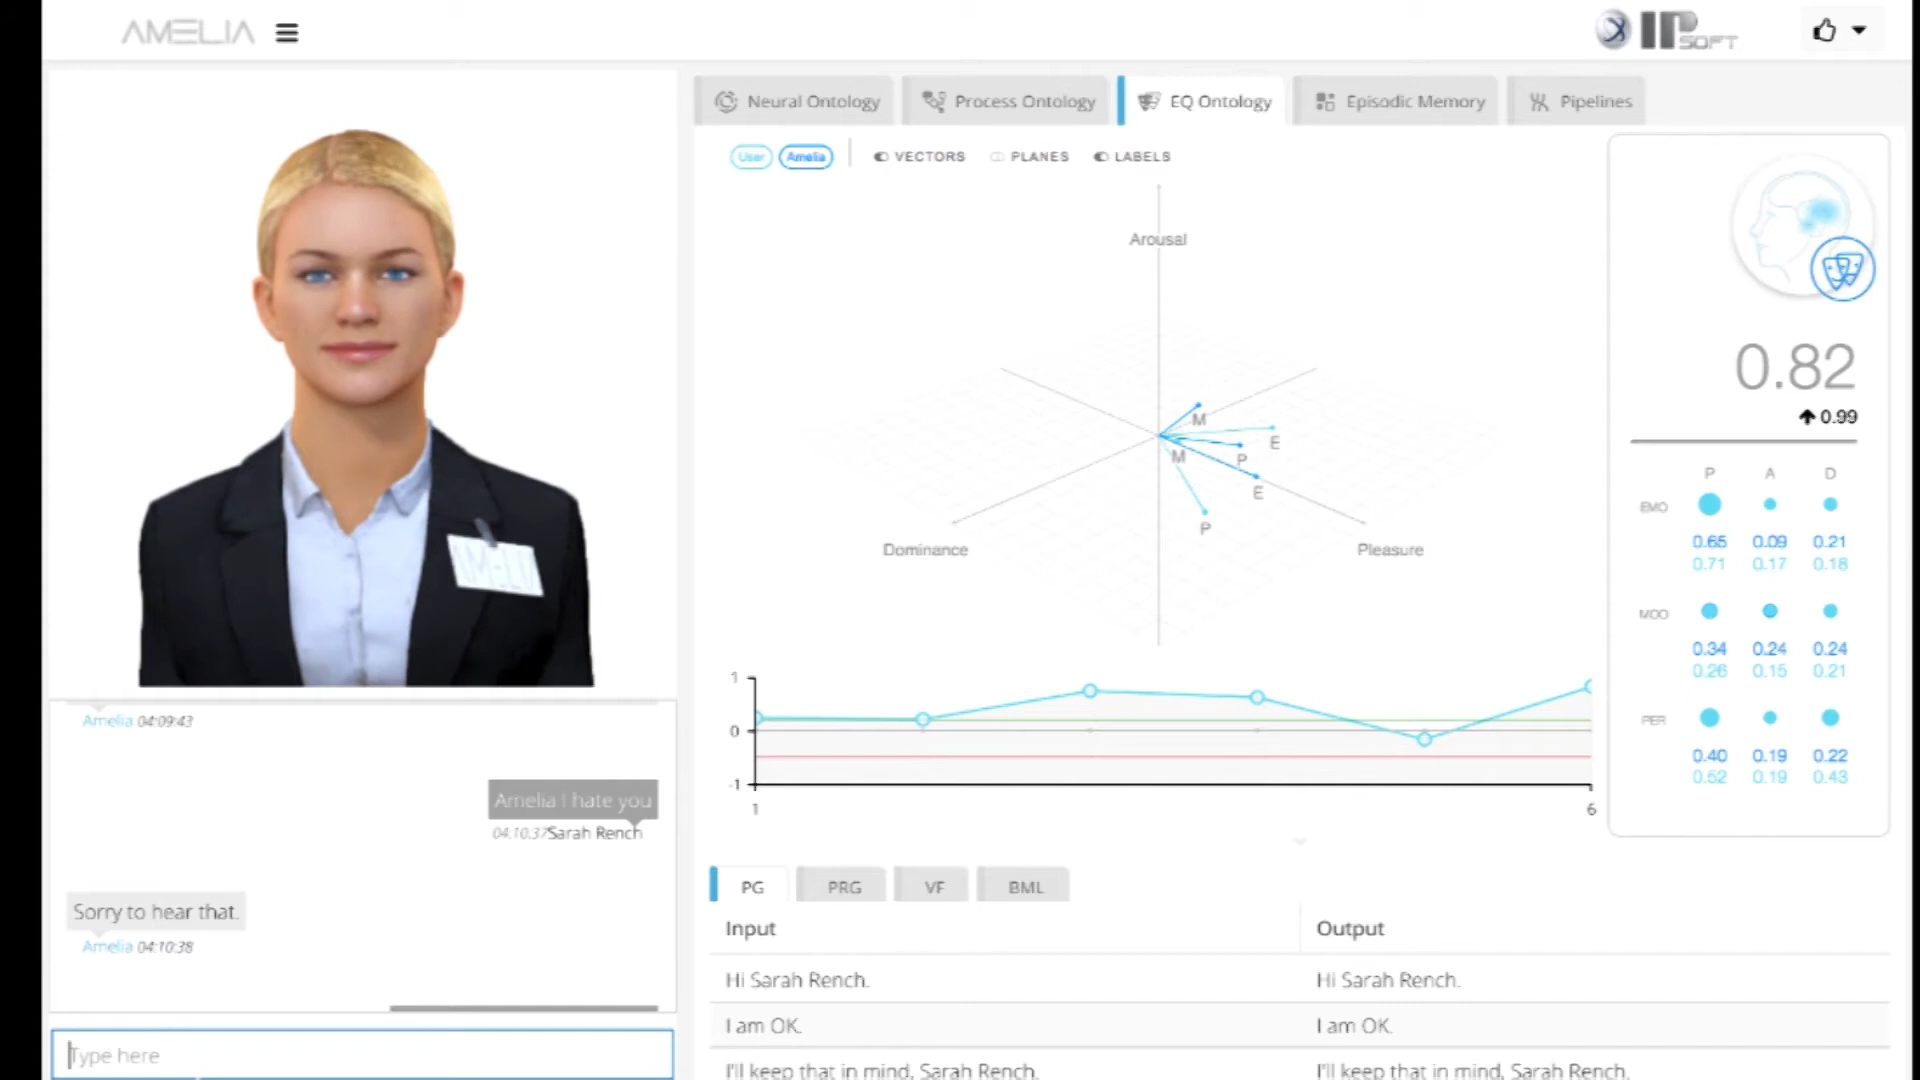 AMELIA
IPsoft
Neural Ontology
Process Ontology
EQ Ontology
Episodic Memory
Pipelines
User
Amelia
VECTORS
PLANES
LABELS
Arousal
M
E
M
P
E
P
Dominance
Pleasure
0.82
0.99
P A D
EMO
0.65 0.09 0.21
0.71 0.17 0.18
MOO
0.34 0.24 0.24
0.26 0.15 0.21
PER
0.40 0.19 0.22
0.52 0.19 0.43
1
0
-1
1
6
AMELIA
Amelia 04:09:43
Amelia I hate you
04:10:37 Sarah Rench
Sorry to hear that.
Amelia 04:10:38
Type here
PG
PRG
VF
BML
Input Output
Hi Sarah Rench. Hi Sarah Rench.
I am OK. I am OK.
I'll keep that in mind, Sarah Rench. I'll keep that in mind, Sarah Rench.